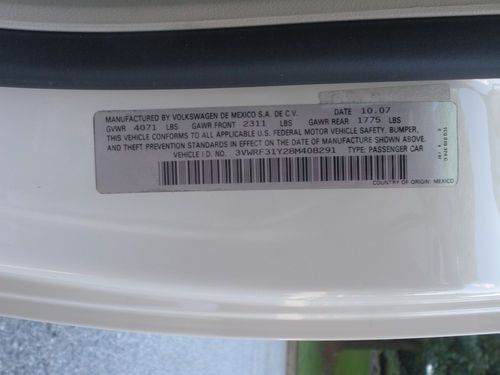 MANUFACTURED BY VOLKSWAGEN DE MEXICO S.A. DE C.V. DATE 10.07
GVWR 4071 LBS GAWR FRONT 2311 LBS GAWR REAR 1775 LBS
THIS VEHICLE CONFORMS TO ALL APPLICABLE U.S. FEDERAL MOTOR VEHICLE SAFETY, BUMPER,
AND THEFT PREVENTION STANDARDS IN EFFECT ON THE DATE OF MANUFACTURE SHOWN ABOVE.
VEHICLE I D. NO. 3VWRF31Y28M408291 TYPE: PASSENGER CAR
COUNTRY OF ORIGIN: MEXICO